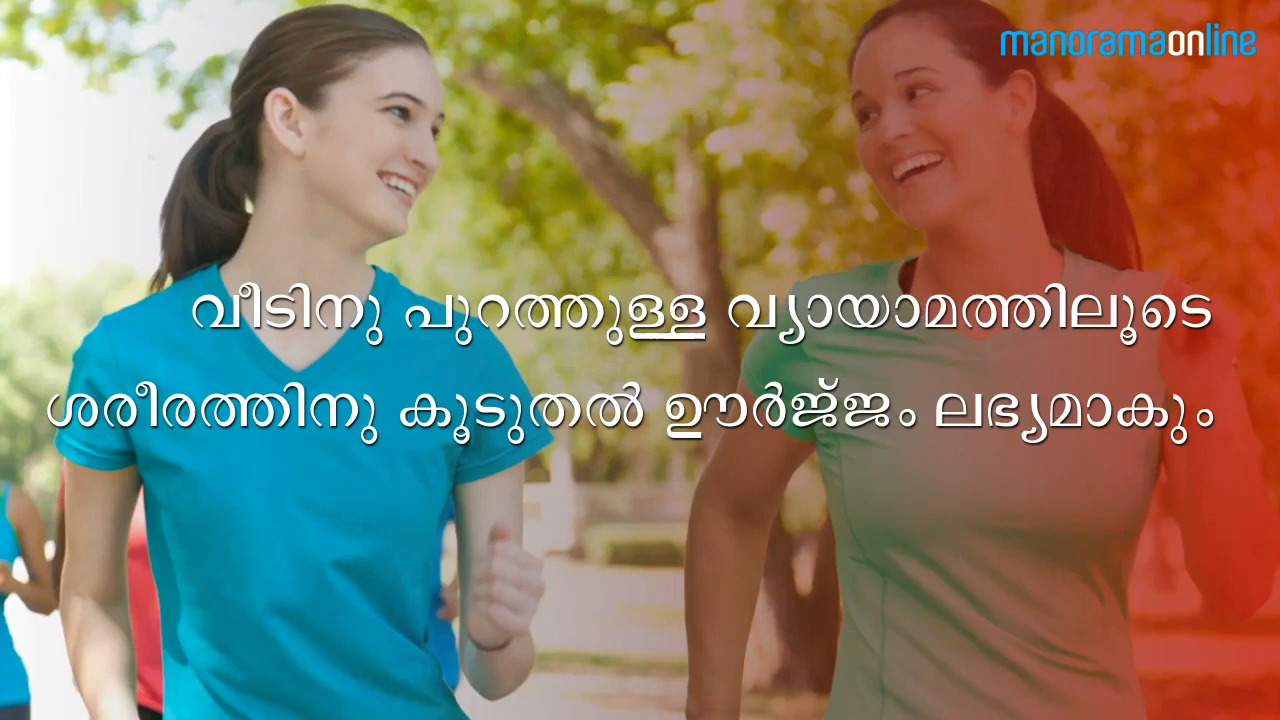 manoramaonline
വീടിനു പുറത്തുള്ള വ്യായാമത്തിലൂടെ
ശരീരത്തിനു കൂടുതൽ ഊർജ്ജം ലഭ്യമാകും